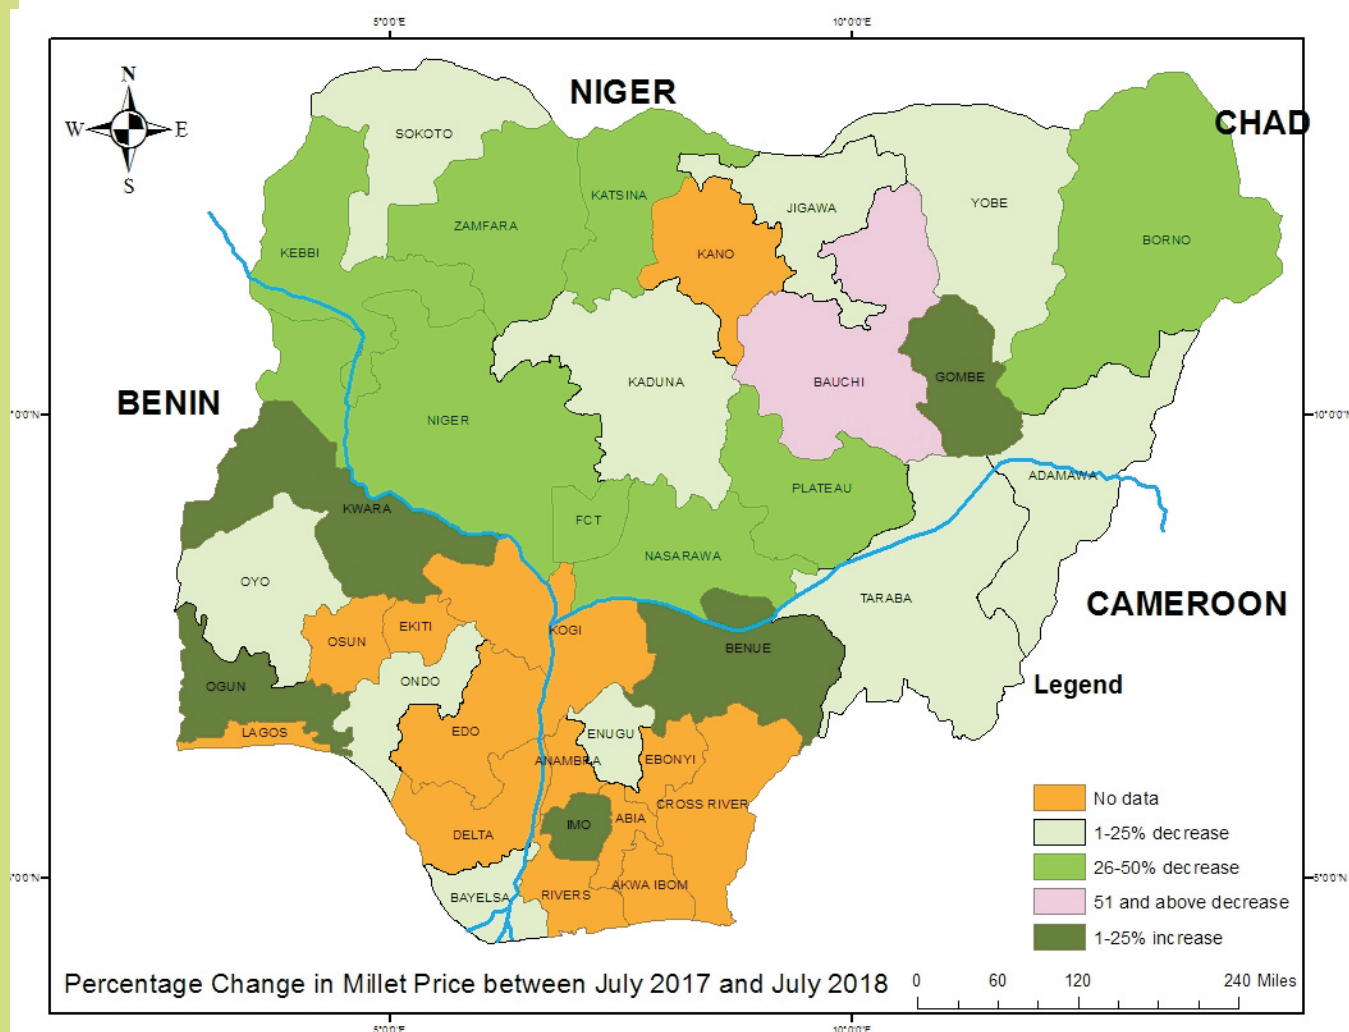 5°0'0"E 10°0'0"E
N
W E
S
NIGER
CHAD
SOKOTO
KATSINA
ZAMFARA
JIGAWA
YOBE
KEBBI
KANO
BORNO
KADUNA
BAUCHI
GOMBE
BENIN
NIGER
10°0'0"N
ADAMAWA
PLATEAU
KWARA
FCT
NASARAWA
OYO
TARABA
CAMEROON
OSUN
EKITI
KOGI
BENUE
OGUN
ONDO
Legend
LAGOS
EDO
ENUGU
ANAMBRA
EBONYI
CROSS RIVER
IMO
ABIA
DELTA
BAYELSA
RIVERS
AKWA IBOM
5°0'0"N
No data
1-25% decrease
26-50% decrease
51 and above decrease
1-25% increase
Percentage Change in Millet Price between July 2017 and July 2018
0 60 120 240 Miles
5°0'0"E 10°0'0"E